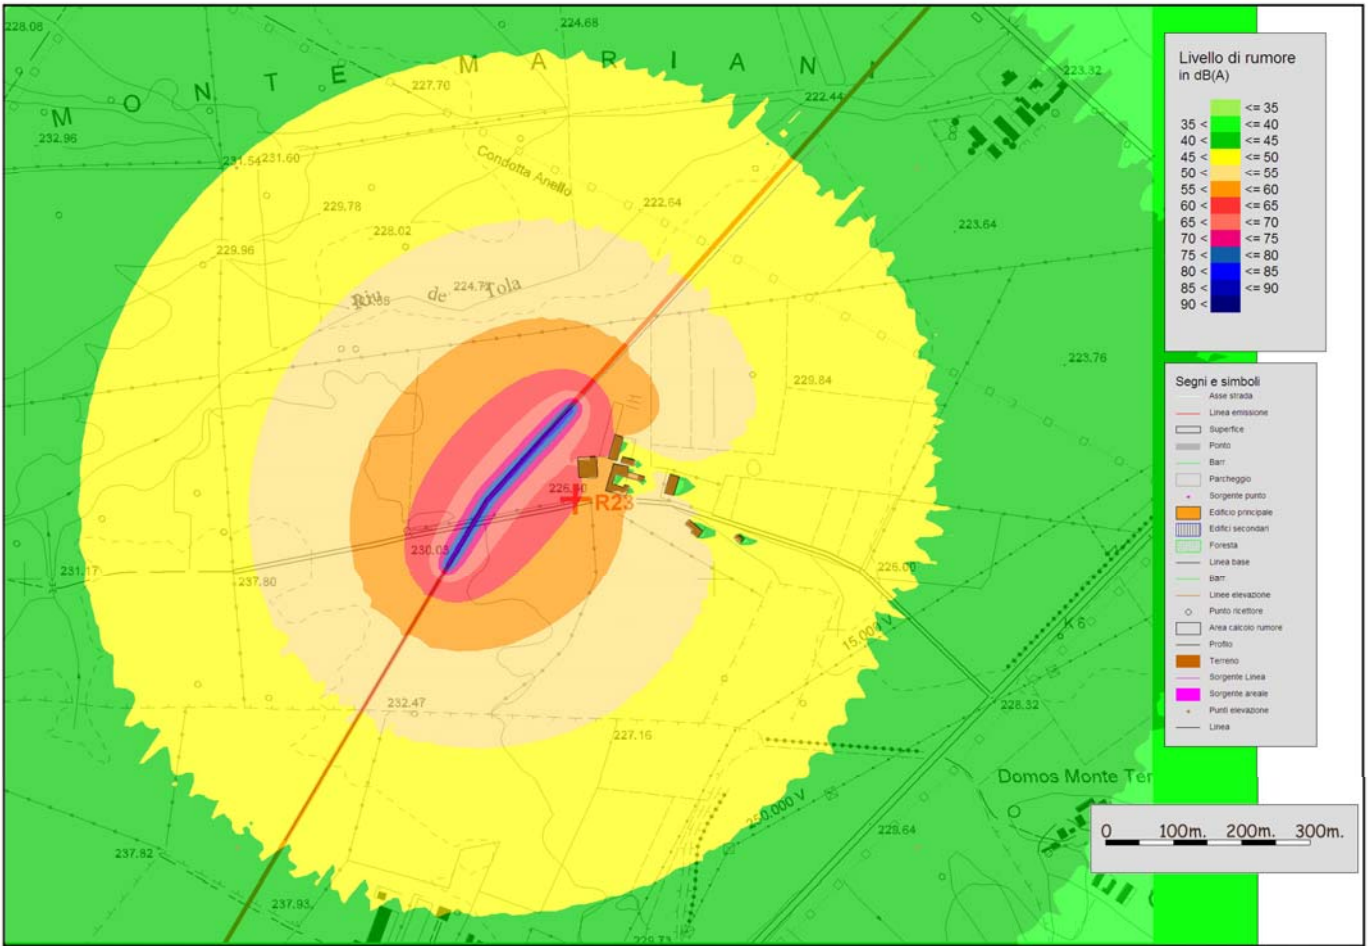 228.08
224.68
M O N T E M A R I A N I
227.70
223.32
222.44
232.96
231.54
231.60
Condotta Anello
229.78
222.64
228.02
223.64
229.96
224.72
Riu de Tola
223.76
229.84
R23
230.03
231.17
237.80
226.00
K 6
15.000 V
232.47
227.16
228.32
Domos Monte Ter
250.000 V
228.64
237.82
237.93
229.73
Livello di rumore
in dB(A)
<= 35
35 < <= 40
40 < <= 45
45 < <= 50
50 < <= 55
55 < <= 60
60 < <= 65
65 < <= 70
70 < <= 75
75 < <= 80
80 < <= 85
85 < <= 90
90 <
Segni e simboli
Asse strada
Linea emissione
Superfice
Ponto
Barr.
Parcheggio
Sorgente punto
Edificio principale
Edifici secondari
Foresta
Linea base
Barr.
Linee elevazione
Punto ricettore
Area calcolo rumore
Profilo
Terreno
Sorgente Linea
Sorgente areale
Punti elevazione
Linea
0 100m. 200m. 300m.